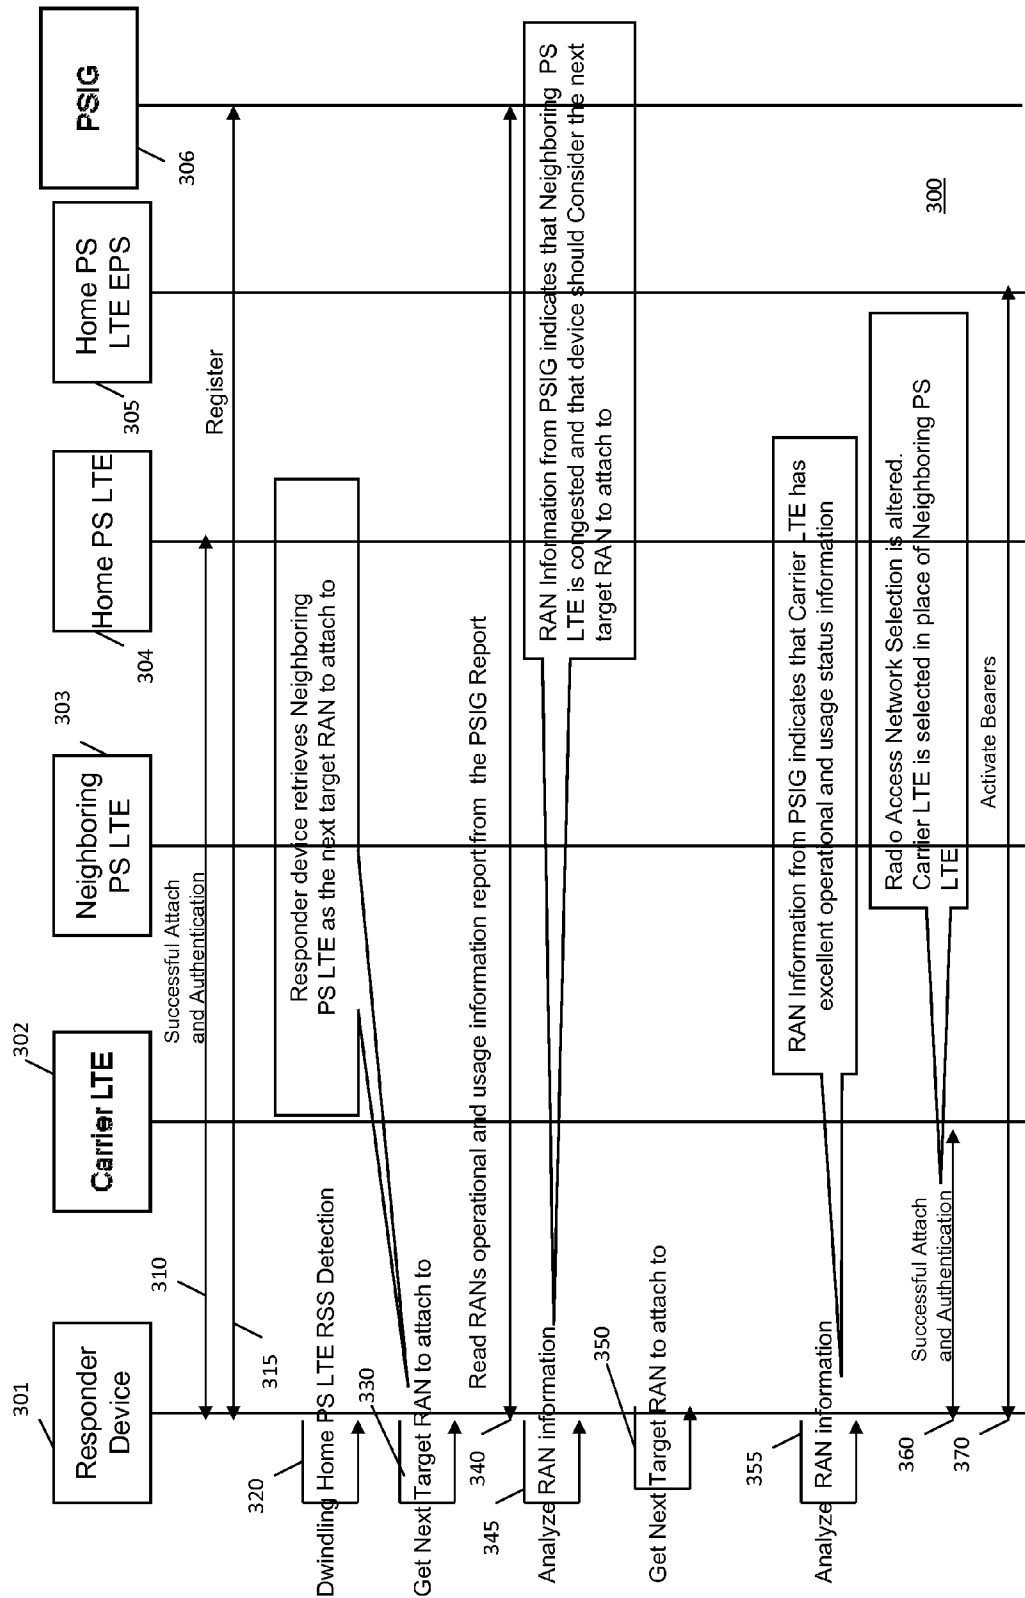 301
Responder
Device
302
Carrier LTE
303
Neighboring
PS LTE
304
Home PS LTE
305
Home PS
LTE EPS
306
PSIG
310
Successful Attach
and Authentication
315
Register
320
Dwindling Home PS LTE RSS Detection
Responder device retrieves Neighboring
PS LTE as the next target RAN to attach to
330
Get Next Target RAN to attach to
340
Read RANs operational and usage information report from the PSIG Report
345
Analyze RAN information
RAN Information from PSIG indicates that Neighboring PS
LTE is congested and that device should Consider the next
target RAN to attach to
350
Get Next Target RAN to attach to
355
Analyze RAN information
RAN Information from PSIG indicates that Carrier LTE has
excellent operational and usage status information
Radio Access Network Selection is altered.
Carrier LTE is selected in place of Neighboring PS
LTE
360
Successful Attach
and Authentication
370
Activate Bearers
300